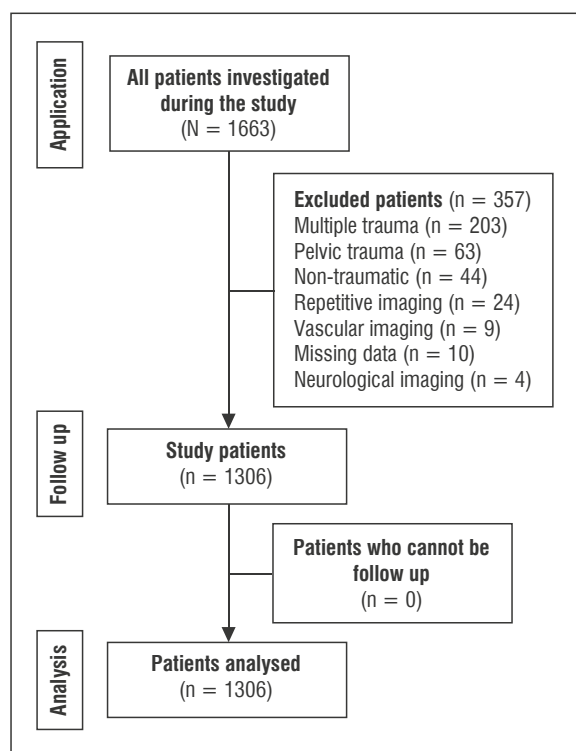 Application
All patients investigated
during the study
(N = 1663)
Excluded patients (n = 357)
Multiple trauma (n = 203)
Pelvic trauma (n = 63)
Non-traumatic (n = 44)
Repetitive imaging (n = 24)
Vascular imaging (n = 9)
Missing data (n = 10)
Neurological imaging (n = 4)
Follow up
Study patients
(n = 1306)
Patients who cannot be
follow up
(n = 0)
Analysis
Patients analysed
(n = 1306)